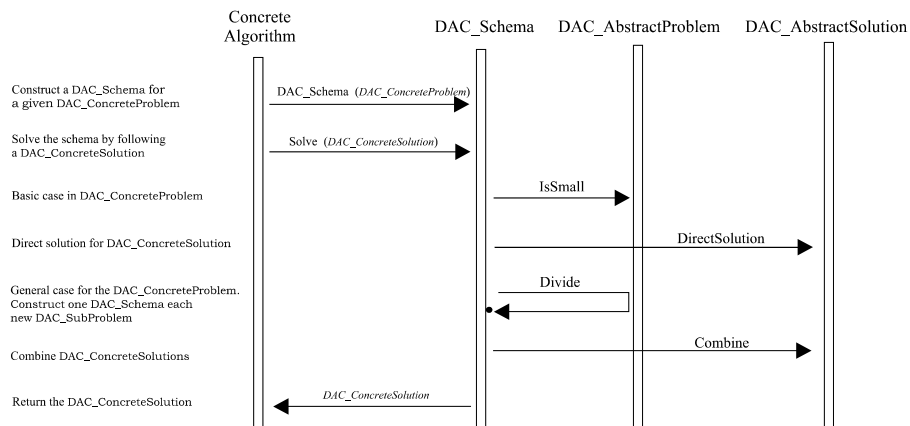 Concrete
Algorithm
DAC_Schema
DAC_AbstractProblem
DAC_AbstractSolution
Construct a DAC_Schema for
a given DAC_ConcreteProblem
DAC_Schema (DAC_ConcreteProblem)
Solve the schema by following
a DAC_ConcreteSolution
Solve (DAC_ConcreteSolution)
Basic case in DAC_ConcreteProblem
IsSmall
Direct solution for DAC_ConcreteSolution
DirectSolution
General case for the DAC_ConcreteProblem.
Construct one DAC_Schema each
new DAC_SubProblem
Divide
Combine DAC_ConcreteSolutions
Combine
Return the DAC_ConcreteSolution
DAC_ConcreteSolution